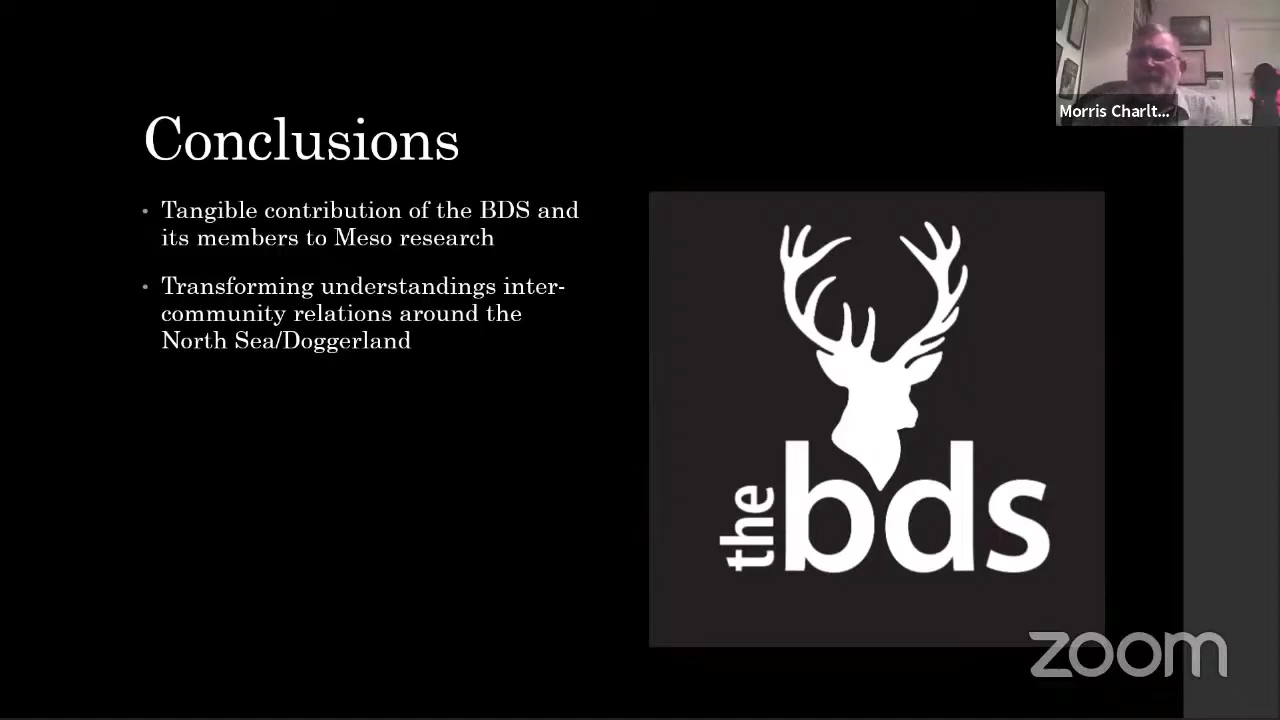 Morris Charlt...
Conclusions
• Tangible contribution of the BDS and
its members to Meso research
• Transforming understandings inter-
community relations around the
North Sea/Doggerland
the bds
zoom